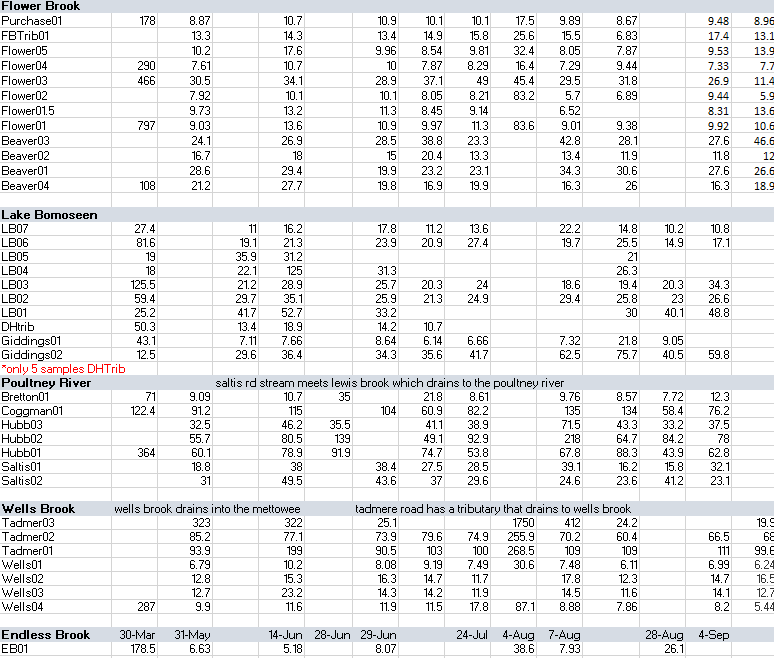 Flower Brook
Purchase01 178 8.87 10.7 10.9 10.1 10.1 17.5 9.89 8.67 9.48 8.96
FBTrib01 11.3 13.3 13.4 14.9 15.8 25.6 15.5 6.83 17.4 13.1
Flower05 10.2 17.6 9.96 8.54 9.81 32.4 8.05 7.87 9.53 13.9
Flower04 290 7.61 10.7 10 7.87 8.29 16.4 7.29 9.44 7.33 7.7
Flower03 466 30.5 34.1 28.9 37.1 49 45.4 29.5 31.8 26.9 11.4
Flower02 7.92 10.1 10.1 8.05 8.21 83.2 5.7 6.89 9.44 5.9
Flower01.5 9.73 13.2 11.3 8.45 9.14 6.52 8.31 13.6
Flower01 797 9.03 13.6 10.9 9.97 11.3 83.6 9.01 9.38 9.92 10.6
Beaver03 24.1 26.9 28.5 38.8 23.3 42.8 28.1 27.6 46.6
Beaver02 16.7 18 15 20.4 13.3 13.4 11.9 11.8 12
Beaver01 28.6 29.4 19.9 23.2 23.1 34.3 30.6 27.6 26.6
Beaver04 108 21.2 27.7 19.8 16.9 19.9 16.3 26 16.3 18.9
Lake Bomoseen
LB07 27.4 11 16.2 17.8 11.2 13.6 22.2 14.8 10.2 10.8
LB06 81.6 19.1 21.3 23.9 20.9 27.4 19.7 25.5 14.9 17.1
LB05 19 35.9 31.2 21
LB04 18 22.1 125 31.3 26.3
LB03 125.5 21.2 28.9 25.7 20.3 24 18.6 19.4 20.3 34.3
LB02 59.4 29.7 35.1 25.9 21.3 24.9 29.4 25.8 23 26.6
LB01 25.2 41.7 52.7 33.2 30 40.1 48.8
DHtrib 50.3 13.4 18.9 14.2 10.7
Giddings01 43.1 7.11 7.66 8.64 6.14 6.66 7.32 21.8 9.05
Giddings02 12.5 29.6 36.4 34.3 35.6 41.7 62.5 75.7 40.5 59.8
*only 5 samples DHTrib
Poultney River saltis rd stream meets lewis brook which drains to the poultney river
Bretton01 71 9.09 10.7 35 21.8 8.61 9.76 8.57 7.72 12.3
Coggman01 122.4 91.2 115 104 60.9 82.2 135 134 58.4 76.2
Hubb03 32.5 46.2 35.5 41.1 38.9 71.5 43.3 33.2 37.5
Hubb02 55.7 80.5 139 49.1 92.9 218 64.7 84.2 78
Hubb01 364 60.1 78.9 91.9 74.7 53.8 67.8 88.3 43.9 62.8
Saltis01 18.8 38 38.4 27.5 28.5 39.1 16.2 15.8 32.1
Saltis02 31 49.5 43.6 37 29.6 24.6 23.6 41.2 23.1
Wells Brook wells brook drains into the mettowee tadmere road has a tributary that drains to wells brook
Tadmer03 323 322 25.1 1750 412 24.2 19.9
Tadmer02 85.2 77.1 73.9 79.6 74.9 255.9 70.2 60.4 66.5 68
Tadmer01 93.9 199 90.5 103 100 268.5 109 109 111 99.6
Wells01 6.79 10.2 8.08 9.19 7.49 30.6 7.48 6.11 6.99 6.24
Wells02 12.8 15.3 16.3 14.7 11.7 17.8 12.3 14.7 16.5
Wells03 12.7 23.2 14.3 14.2 11.9 14.5 11.6 14.1 12.7
Wells04 287 9.9 11.6 11.9 11.5 17.8 87.1 8.88 7.86 8.2 5.44
Endless Brook 30-Mar 31-May 14-Jun 28-Jun 29-Jun 24-Jul 4-Aug 7-Aug 28-Aug 4-Sep
EB01 178.5 6.63 5.18 8.07 38.6 7.93 26.1